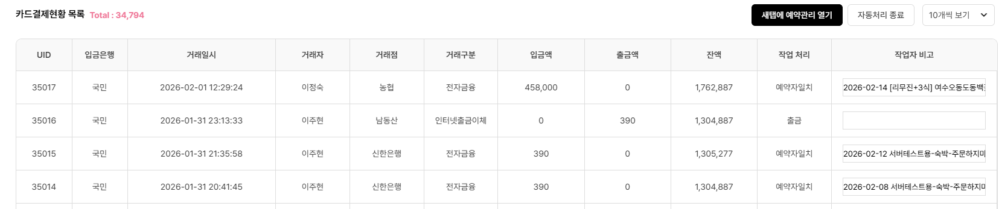 카드결제현황 목록 Total : 34,794
새탭에 예약관리 열기 자동처리 종료 10개씩 보기
UID 입금은행 거래일시 거래자 거래점 거래구분 입금액 출금액 잔액 작업 처리 작업자 비고
35017 국민 2026-02-01 12:29:24 이정숙 농협 전자금융 458,000 0 1,762,887 예약자일치 2026-02-14 [리무진+3식] 여수오동도동백
35016 국민 2026-01-31 23:13:33 이주현 남동산 인터넷출금이체 0 390 1,304,887 출금
35015 국민 2026-01-31 21:35:58 이주현 신한은행 전자금융 390 0 1,305,277 예약자일치 2026-02-12 서버테스트용-숙박-주문하지마
35014 국민 2026-01-31 20:41:45 이주현 신한은행 전자금융 390 0 1,304,887 예약자일치 2026-02-08 서버테스트용-숙박-주문하지마